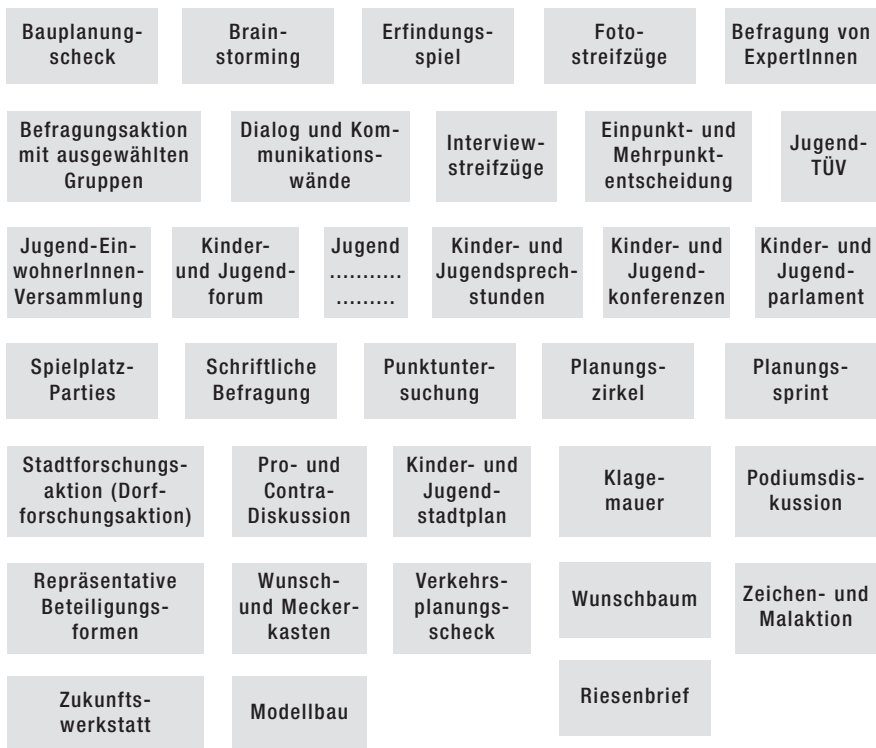 Bauplanung-
scheck
Brain-
storming
Erfindungs-
spiel
Foto-
streifzüge
Befragung von
ExpertInnen
Befragungsaktion
mit ausgewählten
Gruppen
Dialog und Kom-
munikations-
wände
Interview-
streifzüge
Einpunkt- und
Mehrpunkt-
entscheidung
Jugend-
TÜV
Jugend-Ein-
wohnerInnen-
Versammlung
Kinder-
und Jugend-
forum
Jugend
...........
.........
Kinder- und
Jugendsprech-
stunden
Kinder- und
Jugend-
konferenzen
Kinder- und
Jugend-
parlament
Spielplatz-
Parties
Schriftliche
Befragung
Punktunter-
suchung
Planungs-
zirkel
Planungs-
sprint
Stadtforschungs-
aktion (Dorf-
forschungsaktion)
Pro- und
Contra-
Diskussion
Kinder- und
Jugend-
stadtplan
Klage-
mauer
Podiumsdis-
kussion
Repräsentative
Beteiligungs-
formen
Wunsch-
und Mecker-
kasten
Verkehrs-
planungs-
scheck
Wunschbaum
Zeichen- und
Malaktion
Zukunfts-
werkstatt
Modellbau
Riesenbrief